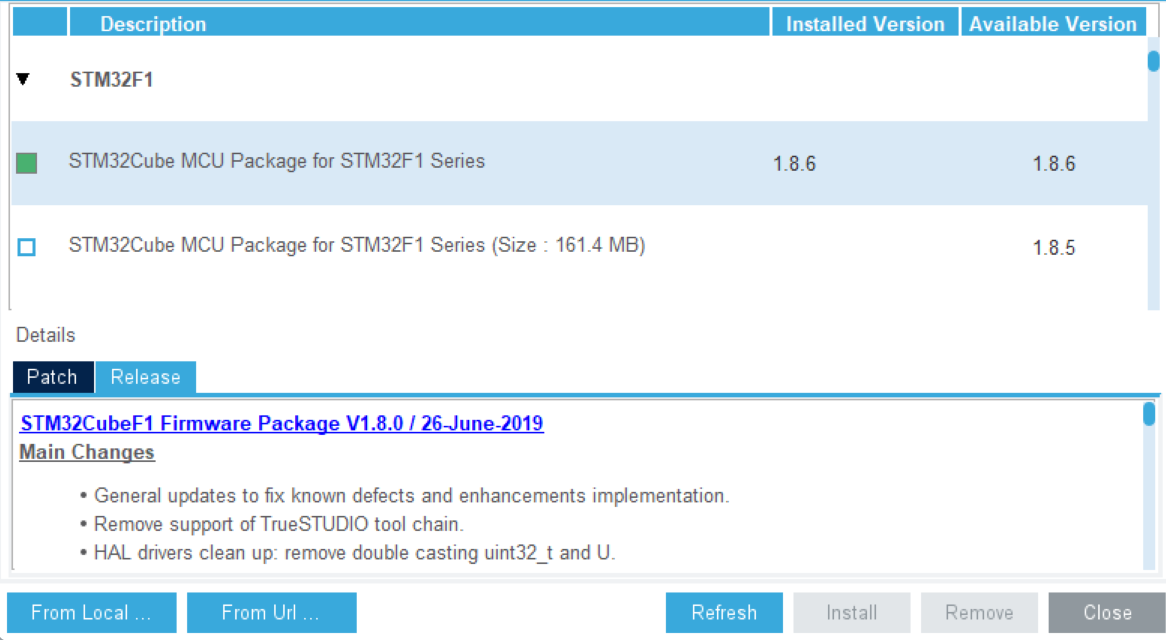 Description Installed Version Available Version
STM32F1
STM32Cube MCU Package for STM32F1 Series 1.8.6 1.8.6
STM32Cube MCU Package for STM32F1 Series (Size : 161.4 MB) 1.8.5
Details
Patch Release
STM32CubeF1 Firmware Package V1.8.0 / 26-June-2019
Main Changes
• General updates to fix known defects and enhancements implementation.
• Remove support of TrueSTUDIO tool chain.
• HAL drivers clean up: remove double casting uint32_t and U.
From Local ... From Url ... Refresh Install Remove Close